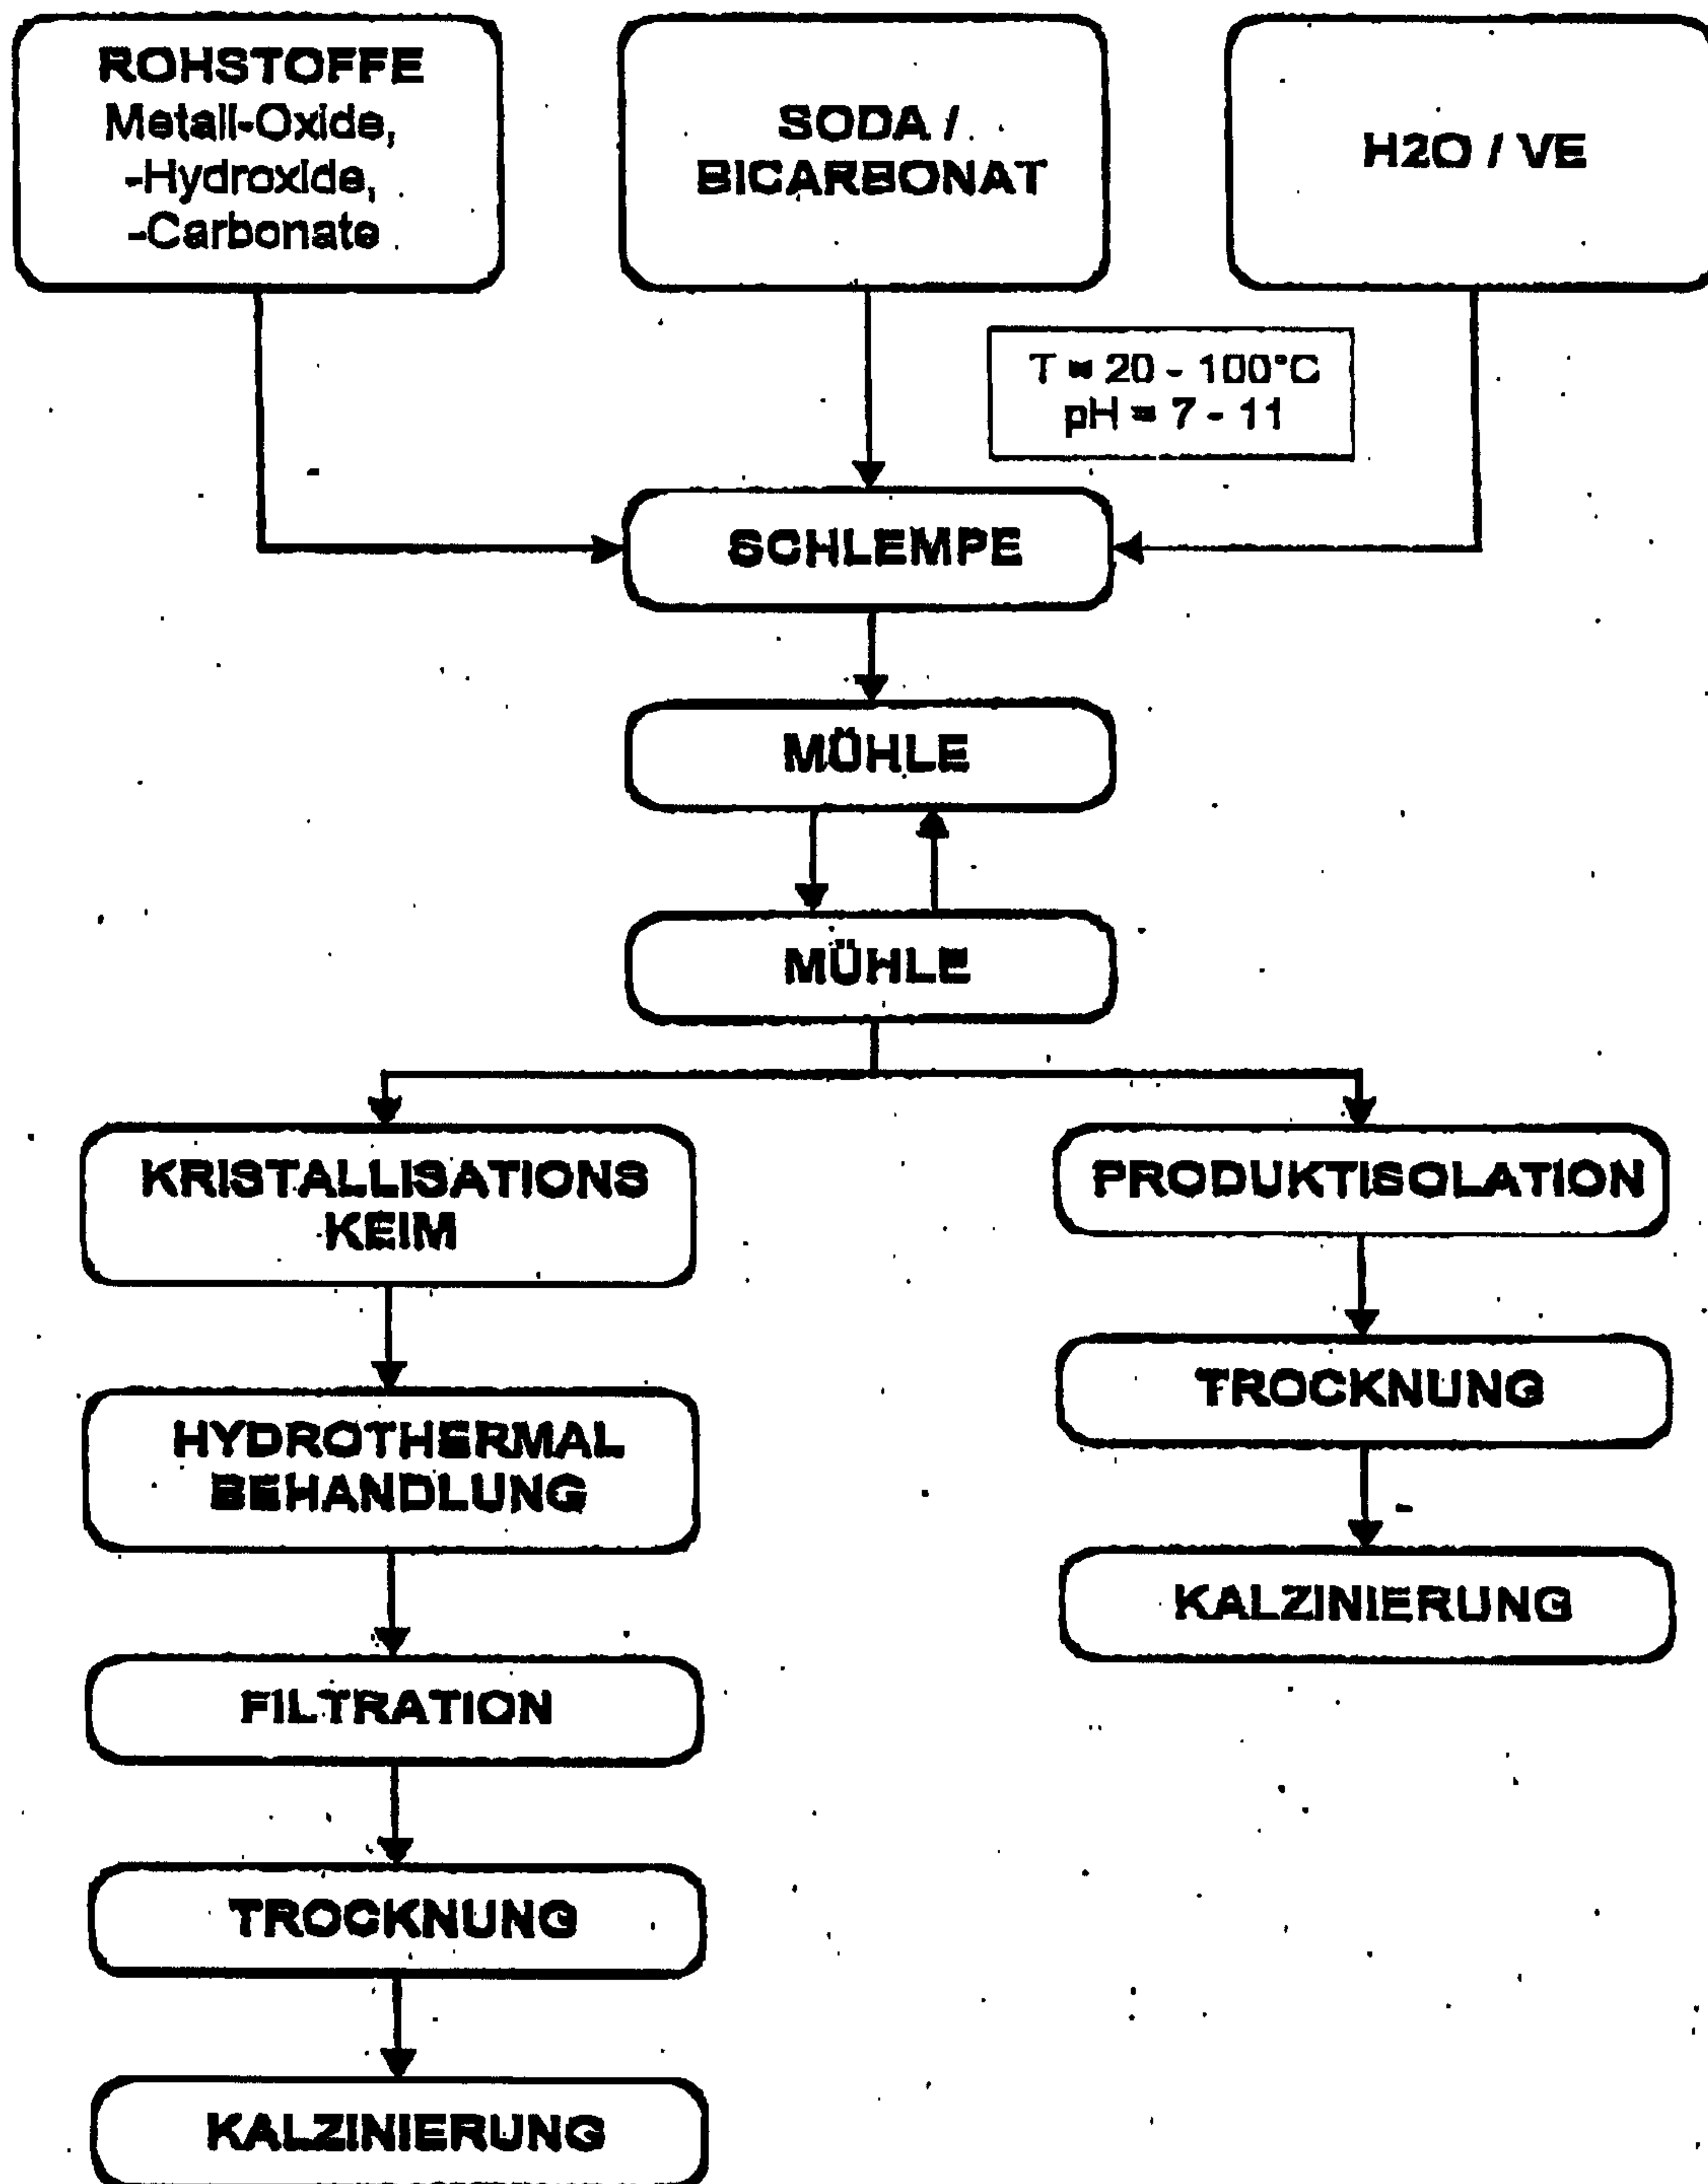 ROHSTOFFE
Metall-Oxide,
-Hydroxide,
-Carbonate
SODA /
BICARBONAT
H2O / VE
T = 20 - 100°C
pH = 7 - 11
SCHLEMPE
MÜHLE
MÜHLE
KRISTALLISATIONS
KEIM
HYDROTHERMAL
BEHANDLUNG
FILTRATION
TROCKNUNG
KALZINIERUNG
PRODUKTISOLATION
TROCKNUNG
KALZINIERUNG